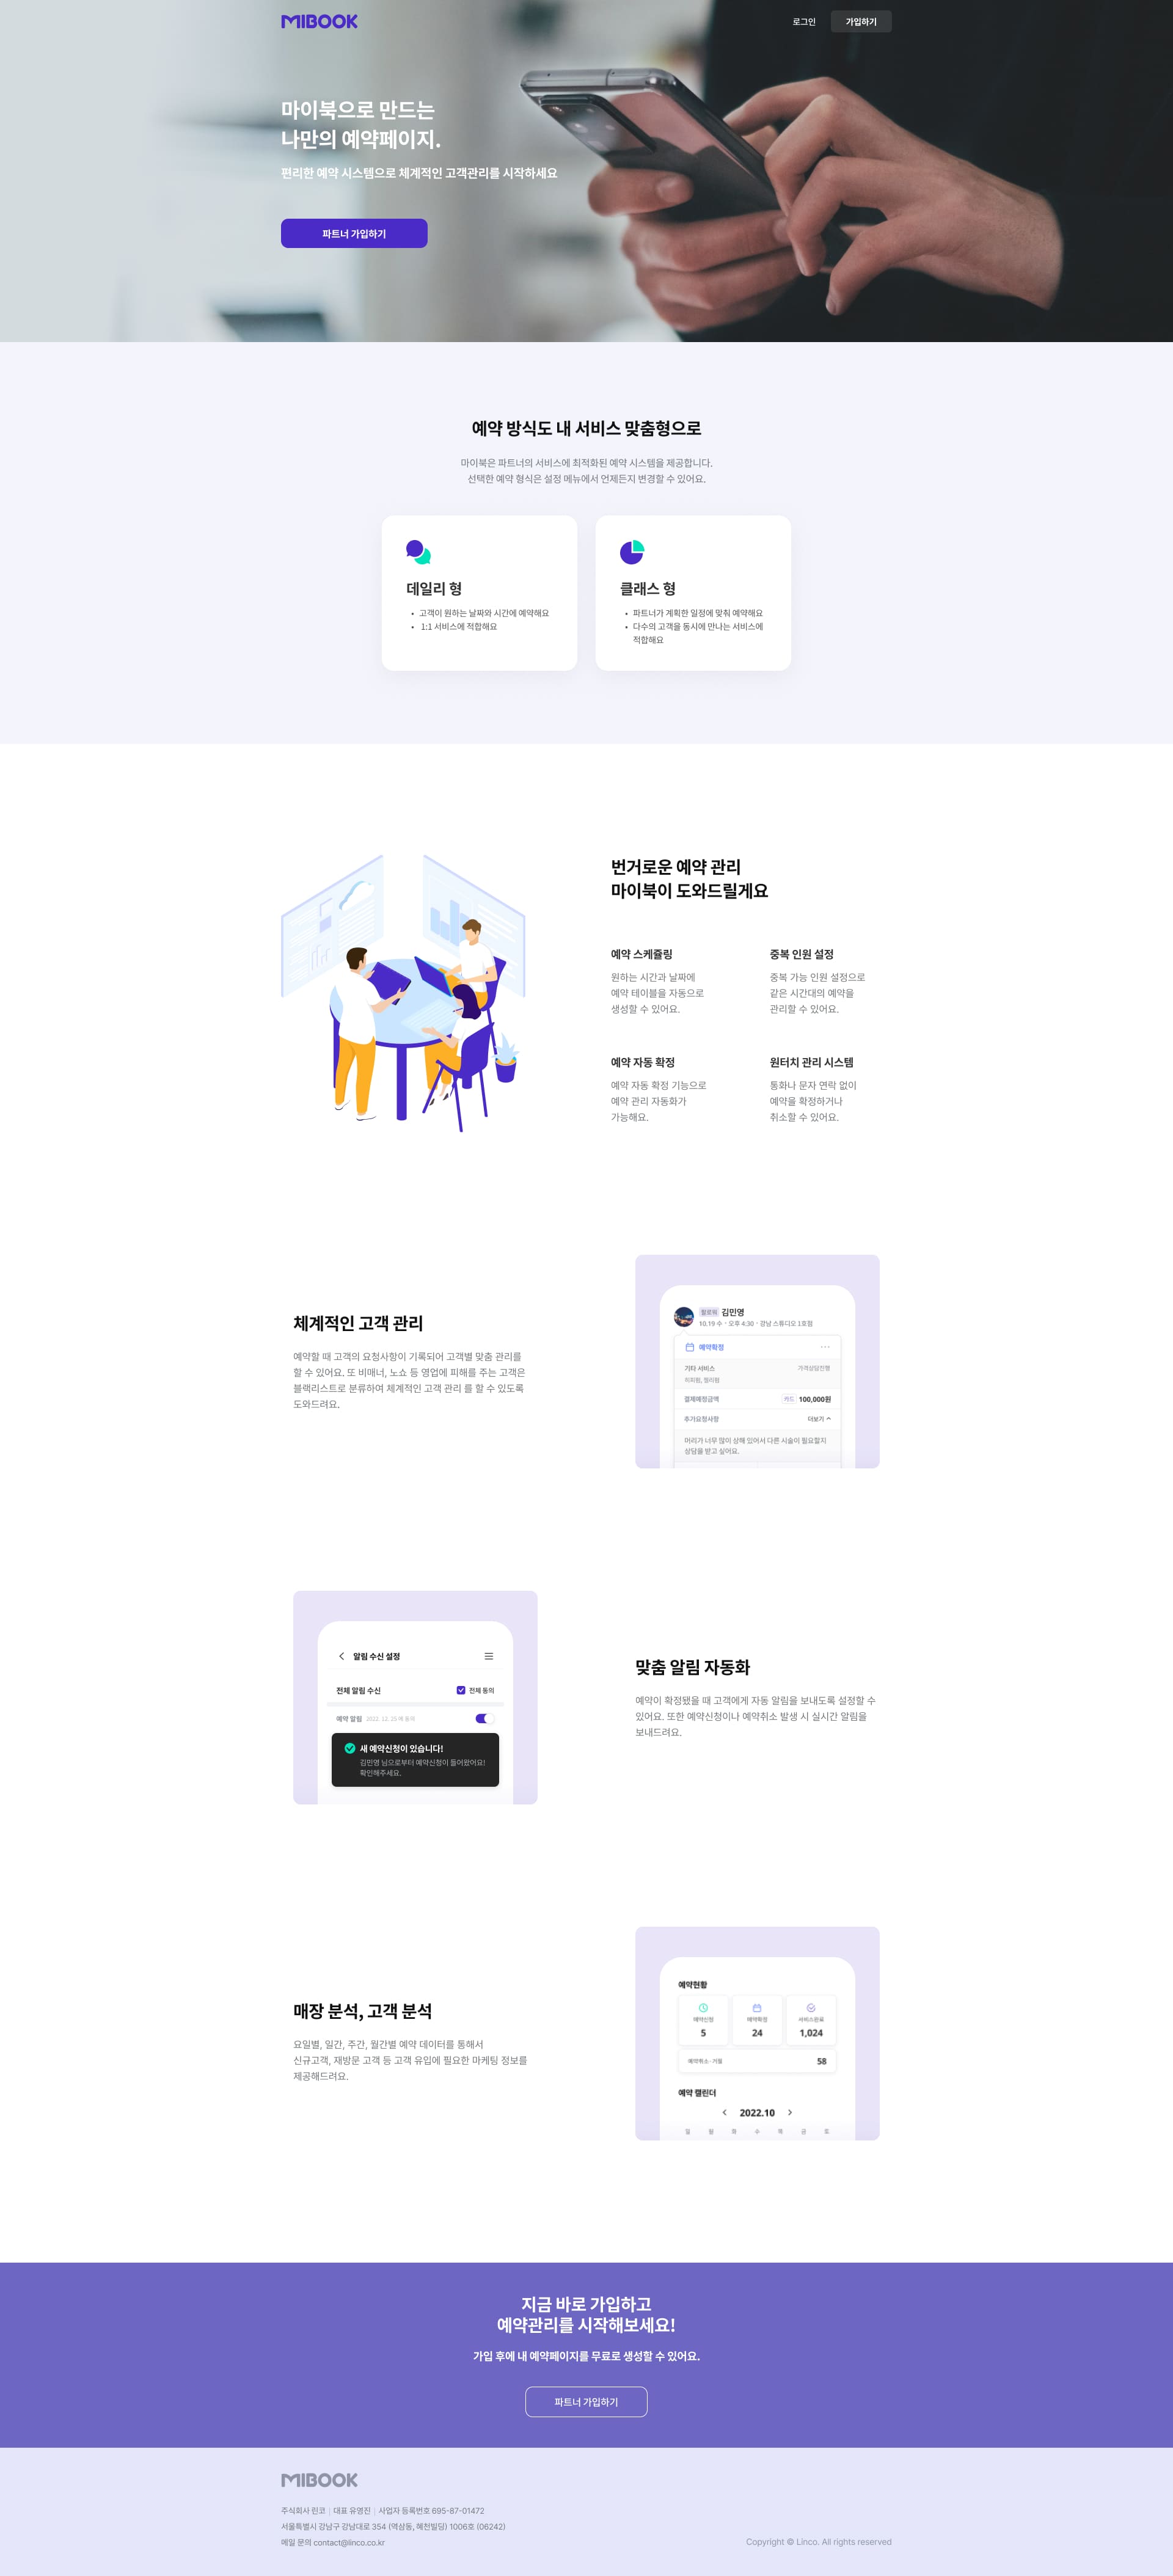 MIBOOK
로그인
가입하기
마이북으로 만드는
나만의 예약페이지.
편리한 예약 시스템으로 체계적인 고객관리를 시작하세요
파트너 가입하기
예약 방식도 내 서비스 맞춤형으로
마이북은 파트너의 서비스에 최적화된 예약 시스템을 제공합니다.
선택한 예약 형식은 설정 메뉴에서 언제든지 변경할 수 있어요.
데일리 형
• 고객이 원하는 날짜와 시간에 예약해요
• 1:1 서비스에 적합해요
클래스 형
• 파트너가 계획한 일정에 맞춰 예약해요
• 다수의 고객을 동시에 만나는 서비스에
적합해요
번거로운 예약 관리
마이북이 도와드릴게요
예약 스케쥴링
원하는 시간과 날짜에
예약 테이블을 자동으로
생성할 수 있어요.
중복 인원 설정
중복 가능 인원 설정으로
같은 시간대의 예약을
관리할 수 있어요.
예약 자동 확정
예약 자동 확정 기능으로
예약 관리 자동화가
가능해요.
원터치 관리 시스템
통화나 문자 연락 없이
예약을 확정하거나
취소할 수 있어요.
체계적인 고객 관리
예약할 때 고객의 요청사항이 기록되어 고객별 맞춤 관리를
할 수 있어요. 또 비매너, 노쇼 등 영업에 피해를 주는 고객은
블랙리스트로 분류하여 체계적인 고객 관리 를 할 수 있도록
도와드려요.
팔로워 김민영
10.19 수 · 오후 4:30 · 강남 스튜디오 1호점
예약확정
기타 서비스
가격상담진행
히피펌, 젤리펌
결제예정금액
카드 100,000원
추가요청사항
더보기
머리가 너무 많이 상해 있어서 다른 시술이 필요할지
상담을 받고 싶어요.
알림 수신 설정
전체 알림 수신
전체 동의
예약 알림 2022. 12. 25 에 동의
새 예약신청이 있습니다!
김민영 님으로부터 예약신청이 들어왔어요!
확인해주세요.
맞춤 알림 자동화
예약이 확정됐을 때 고객에게 자동 알림을 보내도록 설정할 수
있어요. 또한 예약신청이나 예약취소 발생 시 실시간 알림을
보내드려요.
매장 분석, 고객 분석
요일별, 일간, 주간, 월간별 예약 데이터를 통해서
신규고객, 재방문 고객 등 고객 유입에 필요한 마케팅 정보를
제공해드려요.
예약현황
예약신청
예약확정
서비스완료
5
24
1,024
예약취소·거절
58
예약 캘린더
2022.10
일 월 화 수 목 금 토
지금 바로 가입하고
예약관리를 시작해보세요!
가입 후에 내 예약페이지를 무료로 생성할 수 있어요.
파트너 가입하기
MIBOOK
주식회사 린코 | 대표 유영진 | 사업자 등록번호 695-87-01472
서울특별시 강남구 강남대로 354 (역삼동, 혜천빌딩) 1006호 (06242)
메일 문의 contact@linco.co.kr
Copyright © Linco. All rights reserved